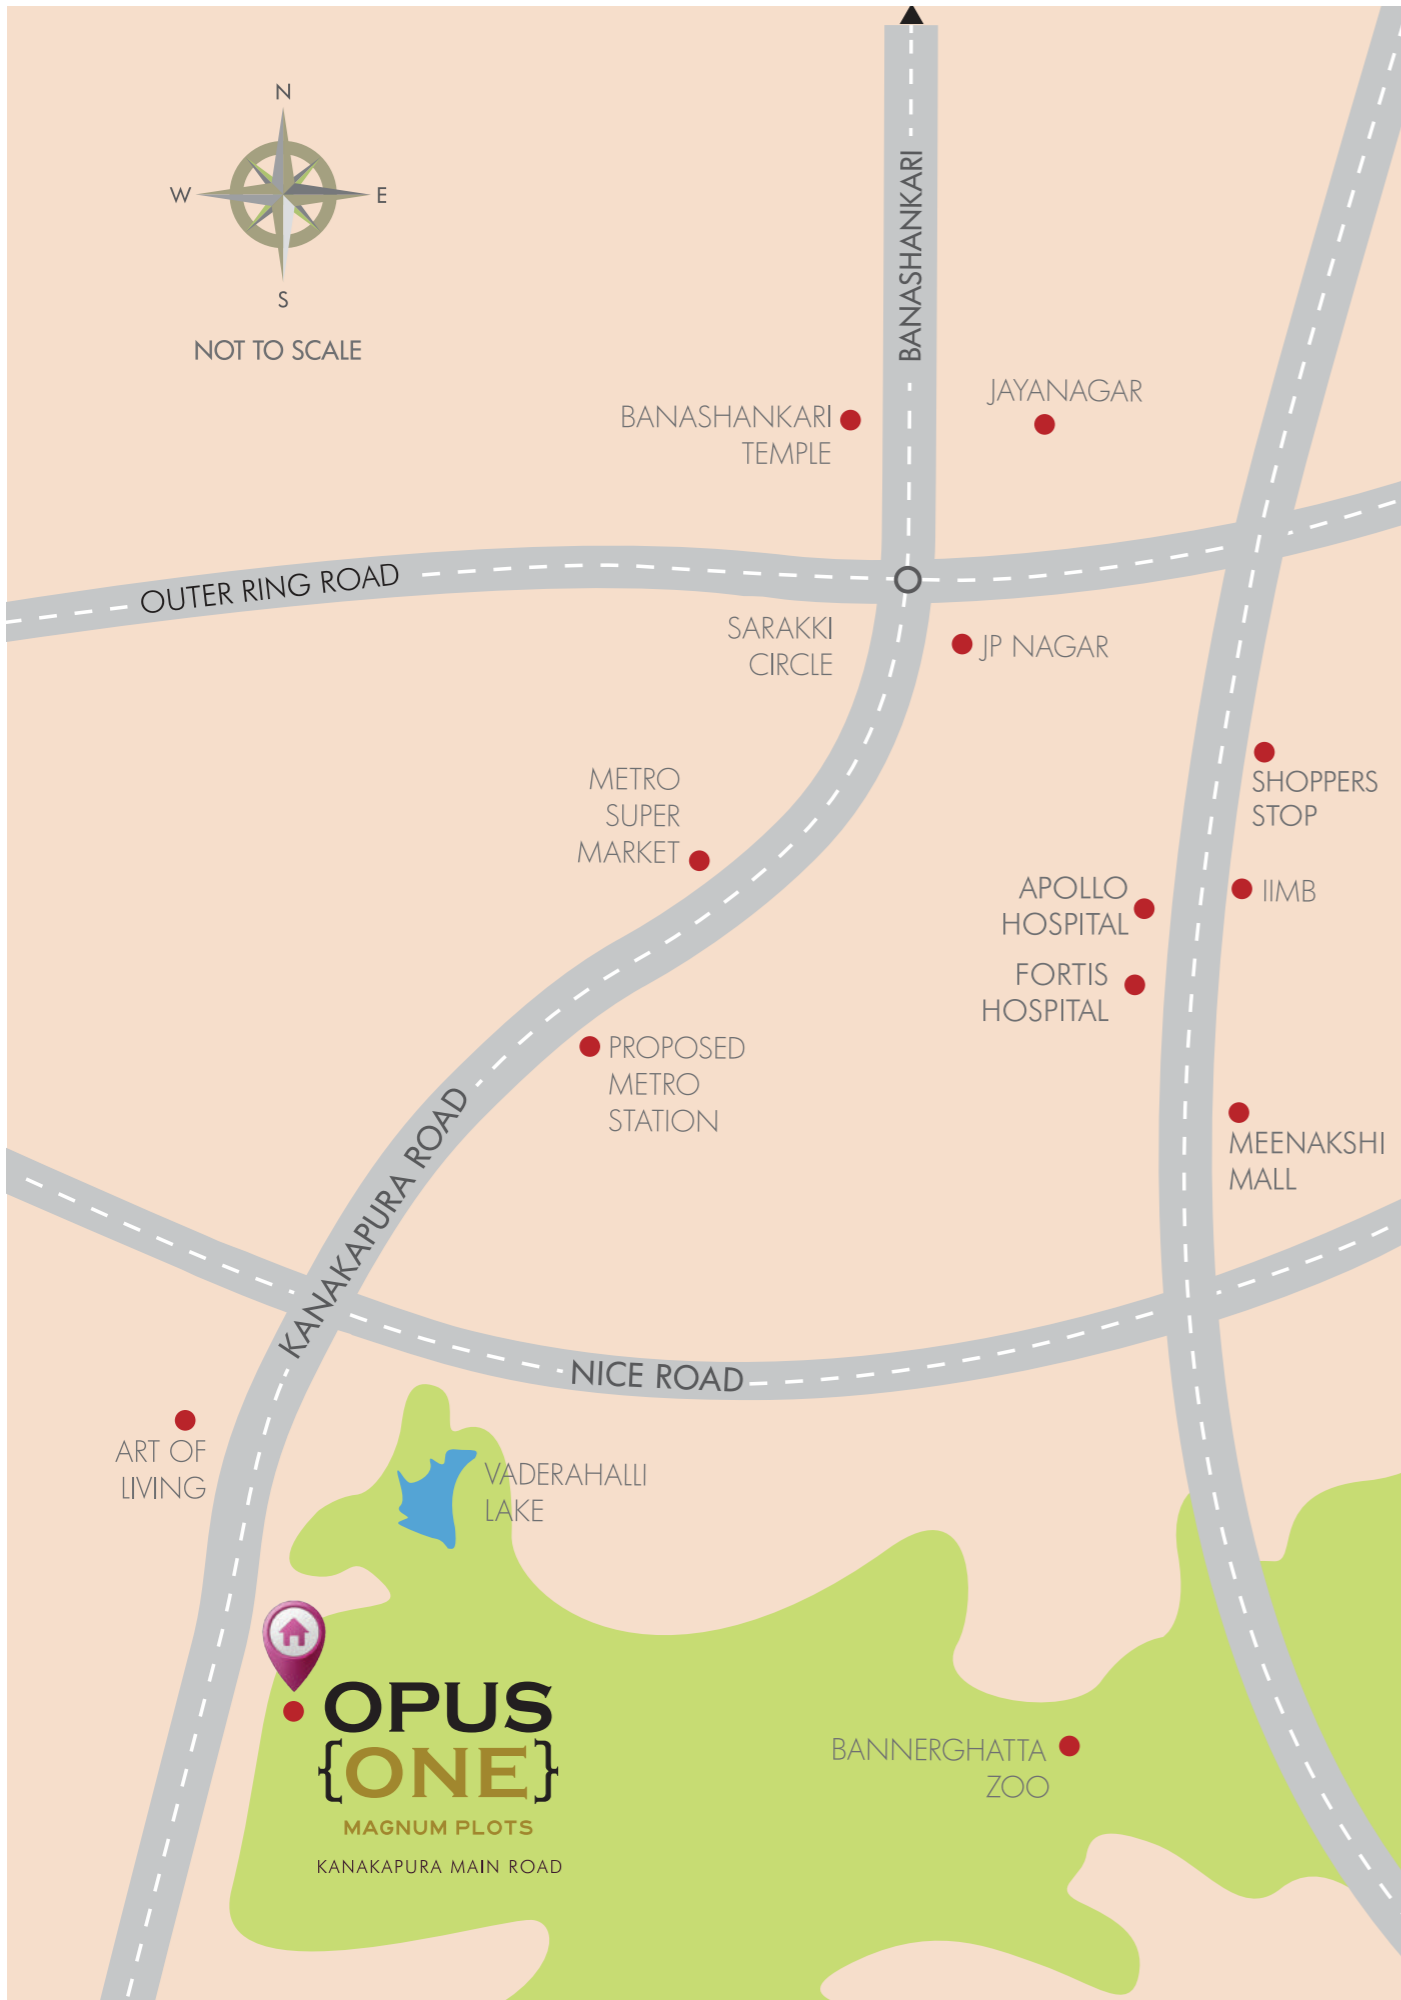 N
W
E
S
NOT TO SCALE
BANASHANKARI
BANASHANKARI
TEMPLE
JAYANAGAR
OUTER RING ROAD
SARAKKI
CIRCLE
JP NAGAR
METRO
SUPER
MARKET
SHOPPERS
STOP
APOLLO
HOSPITAL
IIMB
FORTIS
HOSPITAL
PROPOSED
METRO
STATION
KANAKAPURA ROAD
MEENAKSHI
MALL
NICE ROAD
ART OF
LIVING
VADERAHALLI
LAKE
OPUS
{ONE}
MAGNUM PLOTS
KANAKAPURA MAIN ROAD
BANNERGHATTA
ZOO